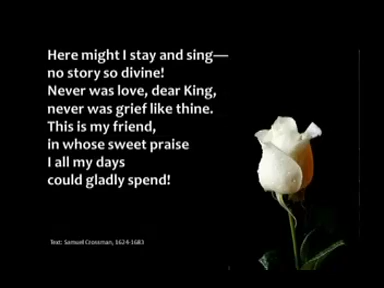 Here might I stay and sing—
no story so divine!
Never was love, dear King,
never was grief like thine.
This is my friend,
in whose sweet praise
I all my days
could gladly spend!
Text: Samuel Crossman, 1624-1683